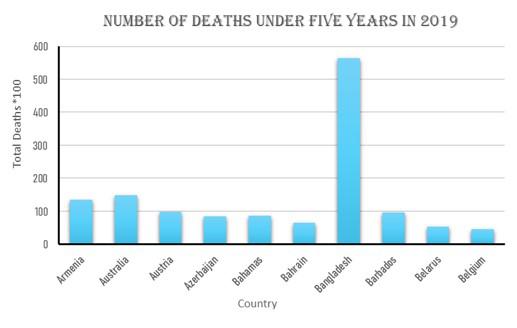 NUMBER OF DEATHS UNDER FIVE YEARS IN 2019
600
500
400
300
200
100
0
Total Deaths *100
Armenia
Australia
Austria
Azerbaijan
Bahamas
Bahrain
Bangladesh
Barbados
Belarus
Belgium
Country